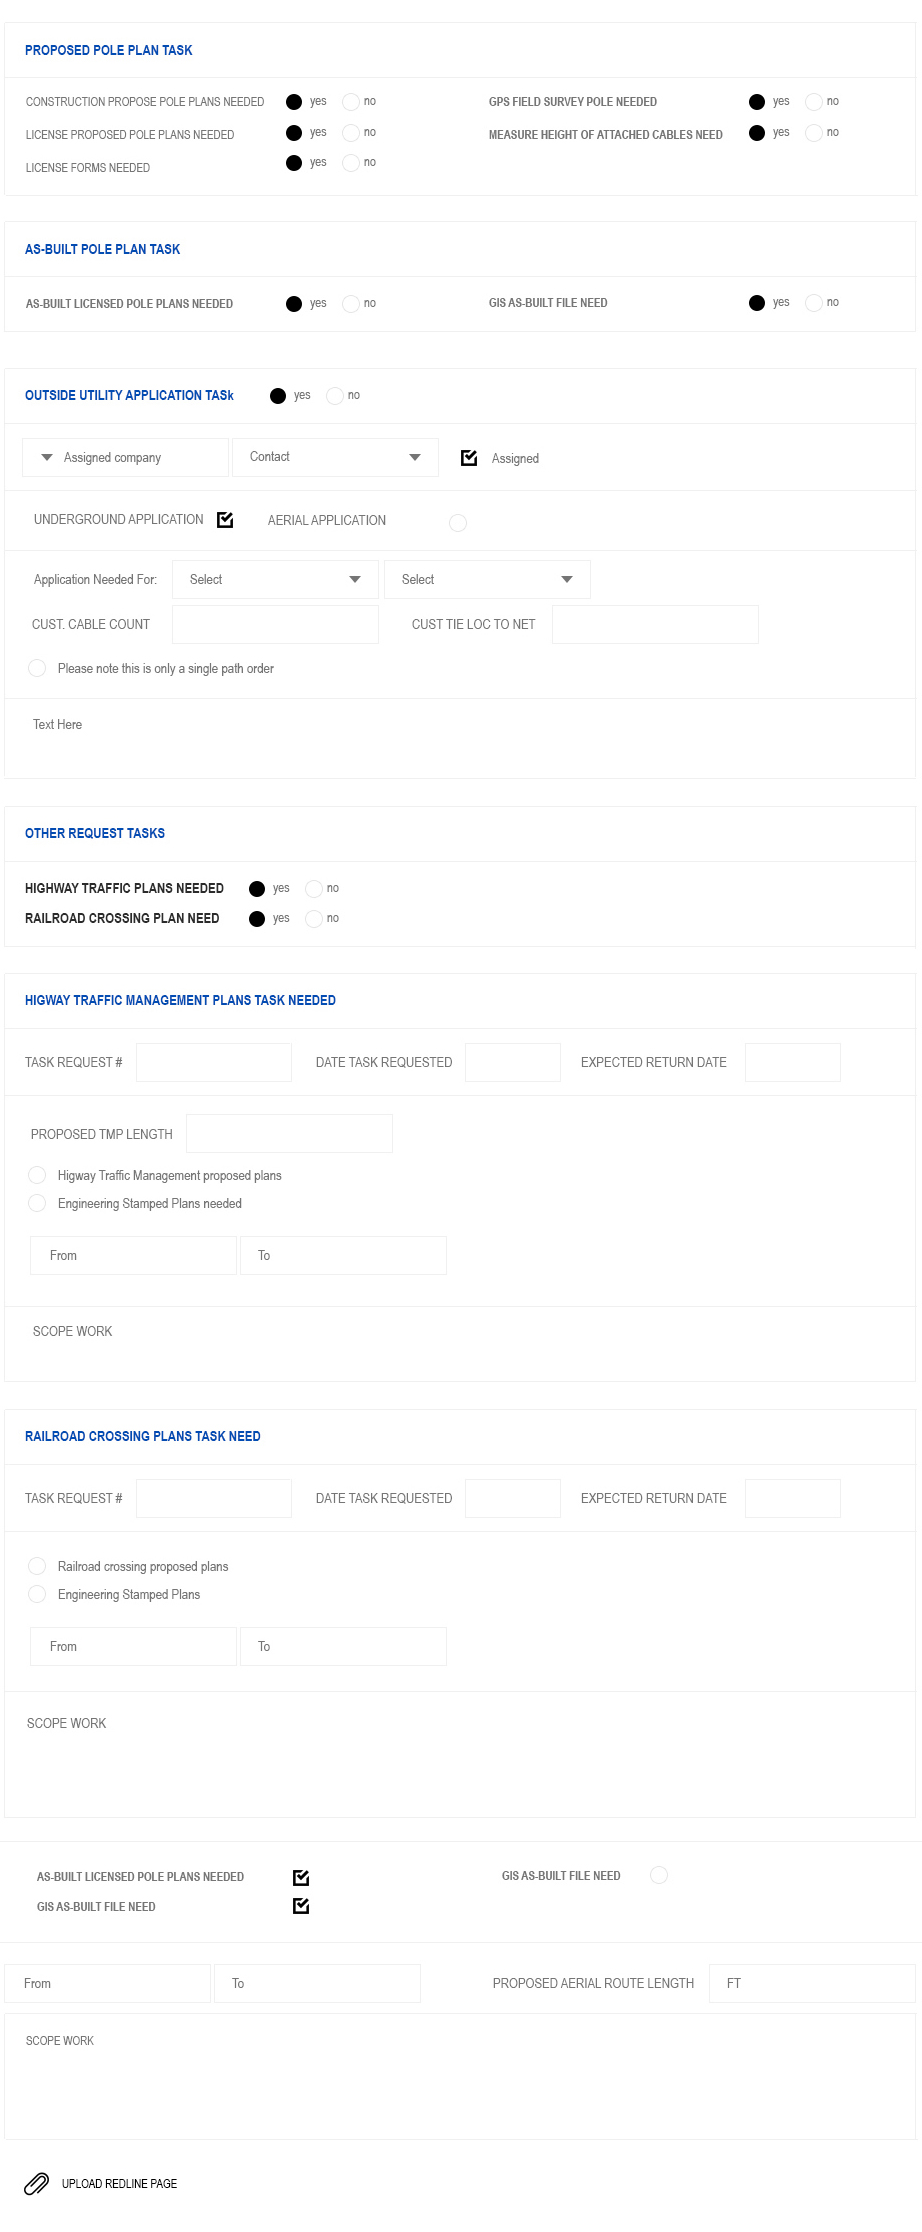 PROPOSED POLE PLAN TASK
CONSTRUCTION PROPOSE POLE PLANS NEEDED yes no GPS FIELD SURVEY POLE NEEDED yes no
LICENSE PROPOSED POLE PLANS NEEDED yes no MEASURE HEIGHT OF ATTACHED CABLES NEED yes no
LICENSE FORMS NEEDED yes no
AS-BUILT POLE PLAN TASK
AS-BUILT LICENSED POLE PLANS NEEDED yes no GIS AS-BUILT FILE NEED yes no
OUTSIDE UTILITY APPLICATION TASk yes no
Assigned company Contact Assigned
UNDERGROUND APPLICATION AERIAL APPLICATION
Application Needed For: Select Select
CUST. CABLE COUNT CUST TIE LOC TO NET
Please note this is only a single path order
Text Here
OTHER REQUEST TASKS
HIGHWAY TRAFFIC PLANS NEEDED yes no
RAILROAD CROSSING PLAN NEED yes no
HIGWAY TRAFFIC MANAGEMENT PLANS TASK NEEDED
TASK REQUEST # DATE TASK REQUESTED EXPECTED RETURN DATE
PROPOSED TMP LENGTH
Higway Traffic Management proposed plans
Engineering Stamped Plans needed
From To
SCOPE WORK
RAILROAD CROSSING PLANS TASK NEED
TASK REQUEST # DATE TASK REQUESTED EXPECTED RETURN DATE
Railroad crossing proposed plans
Engineering Stamped Plans
From To
SCOPE WORK
AS-BUILT LICENSED POLE PLANS NEEDED GIS AS-BUILT FILE NEED
GIS AS-BUILT FILE NEED
From To PROPOSED AERIAL ROUTE LENGTH FT
SCOPE WORK
UPLOAD REDLINE PAGE